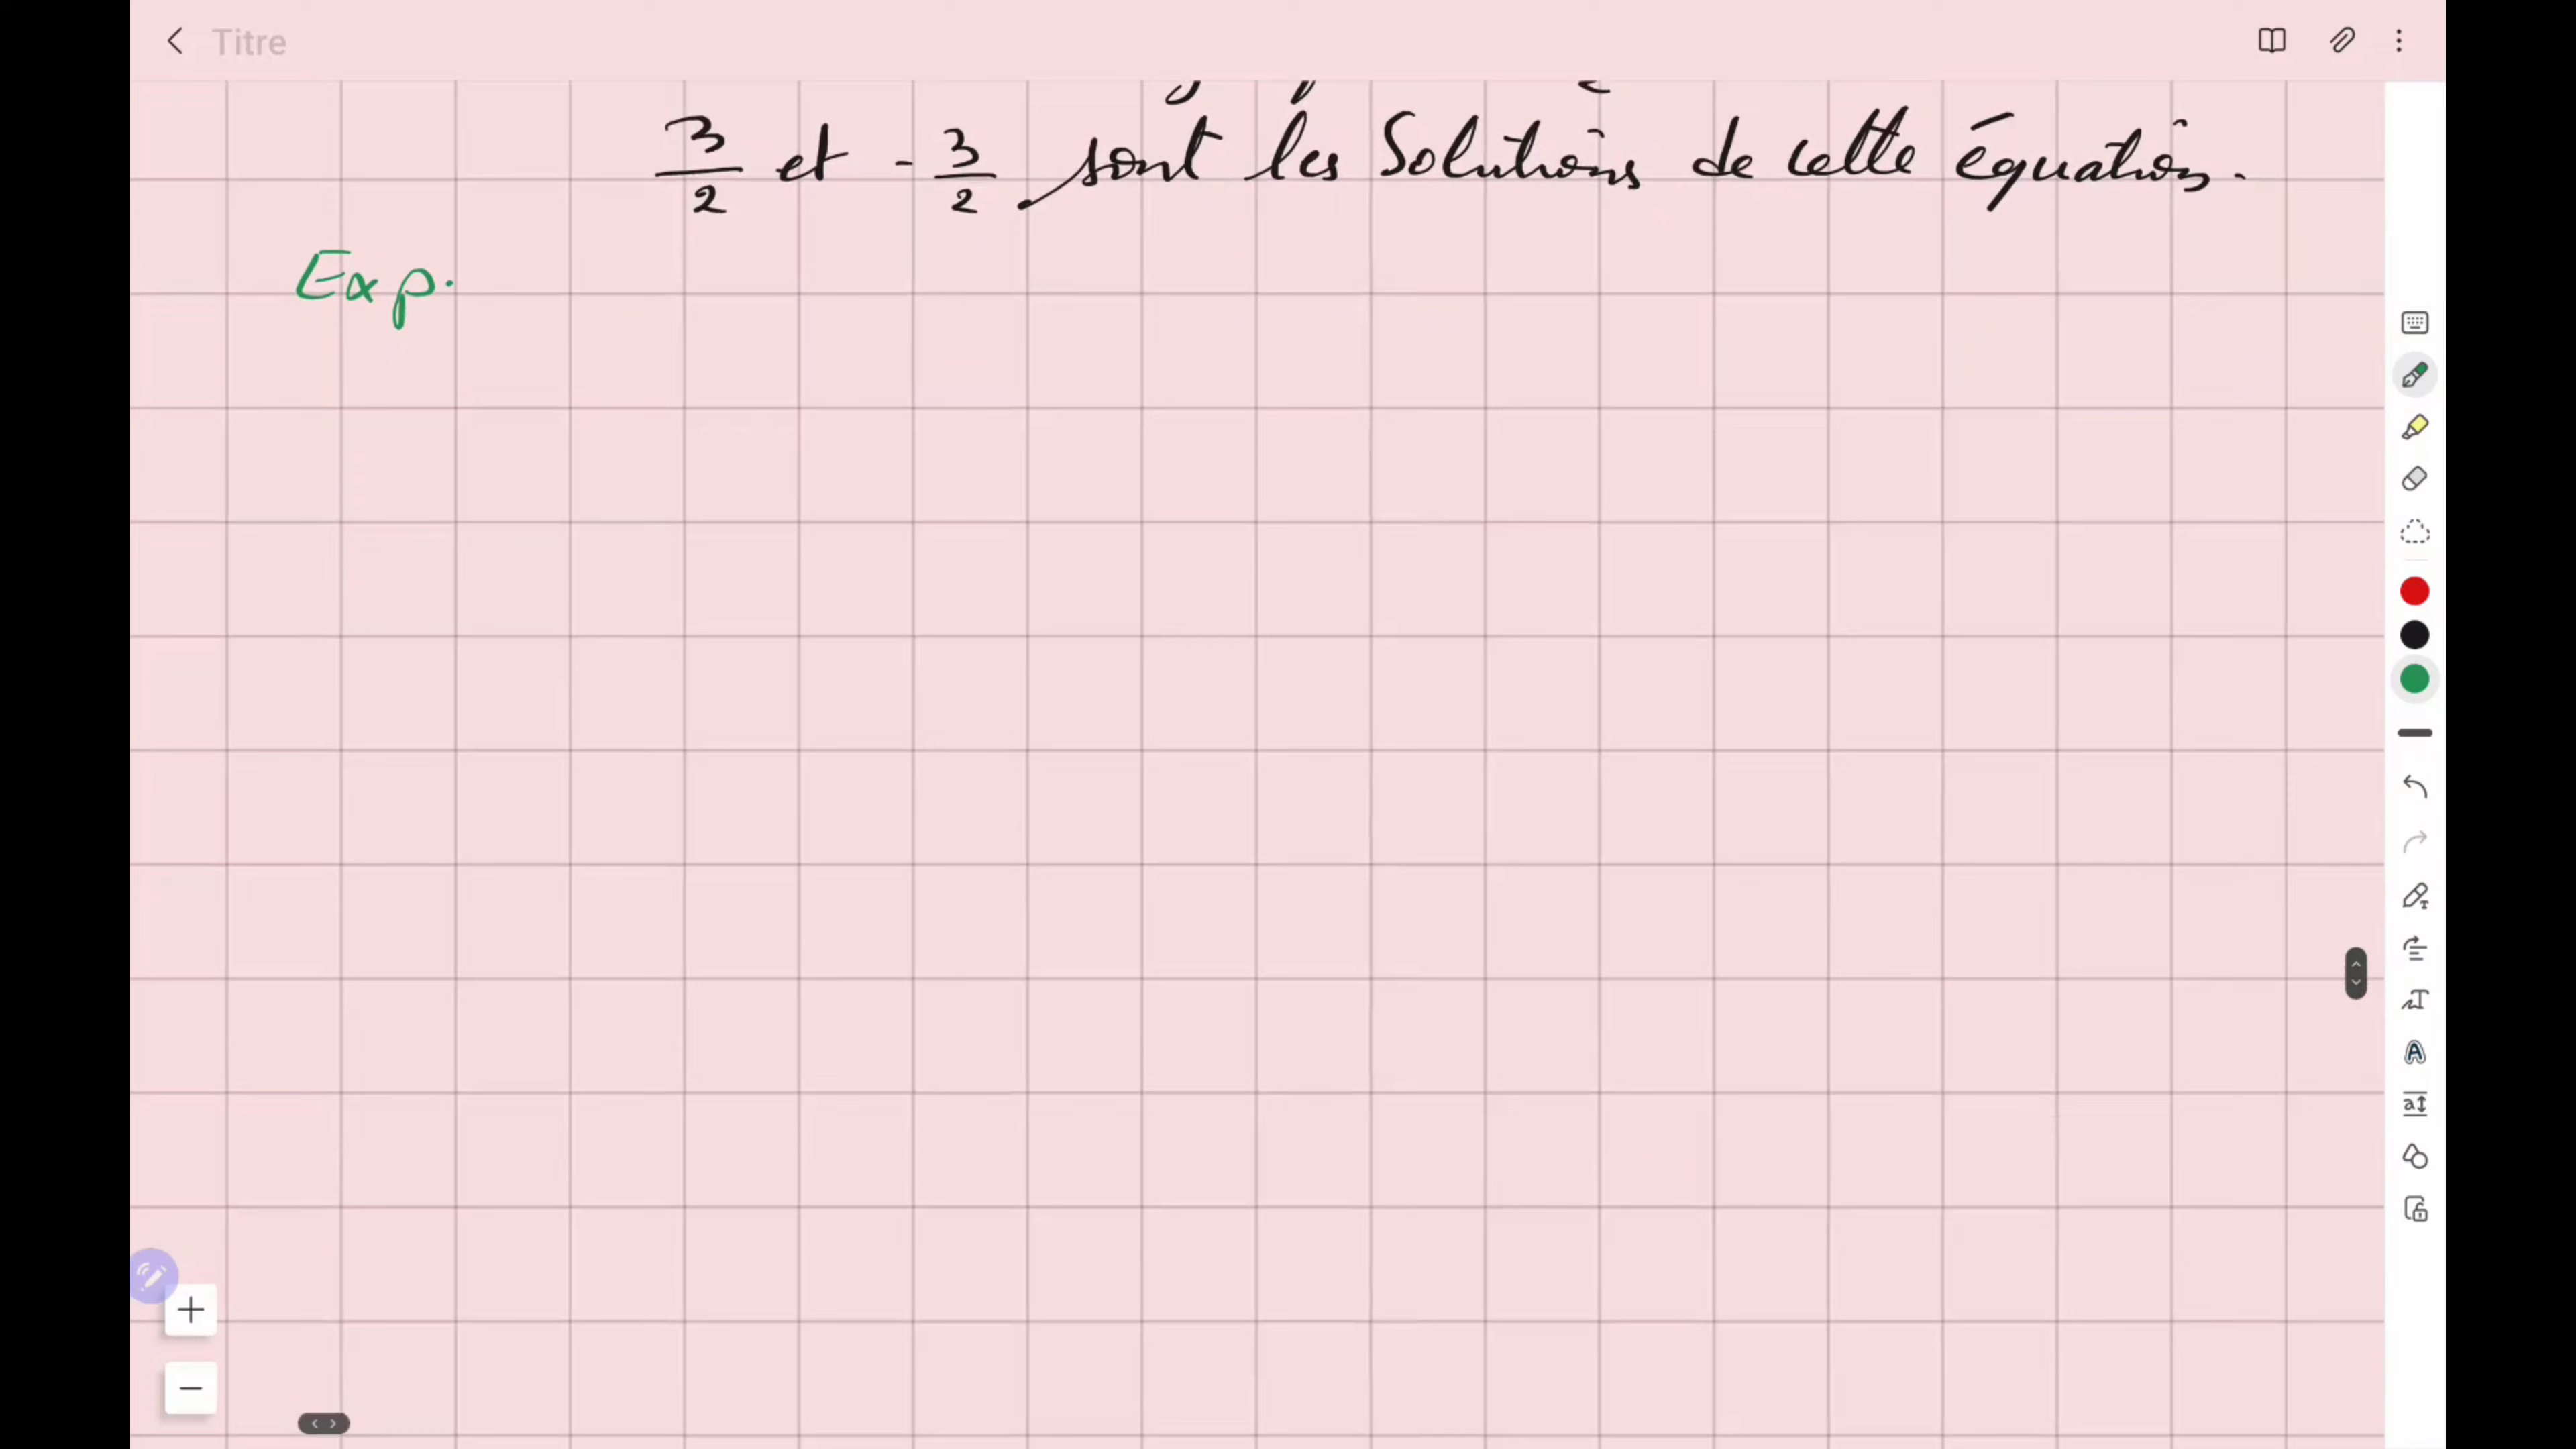 Titre
3/2 et - 3/2 sont les Solutions de cette équation.
Exp.